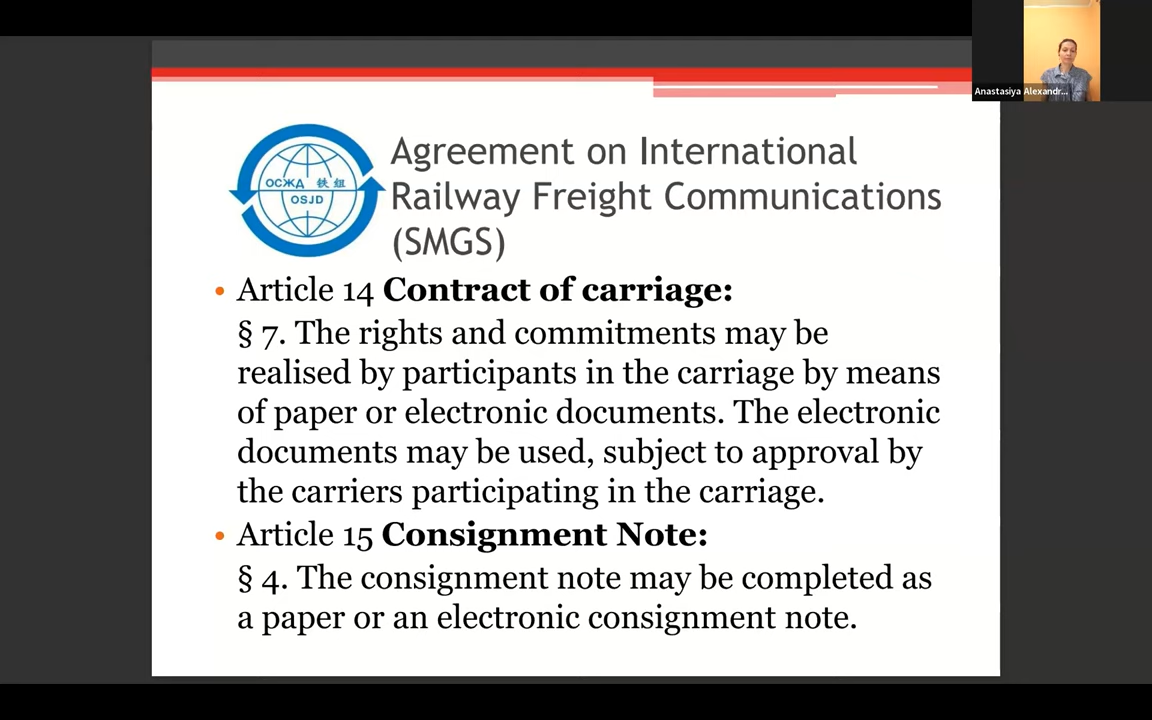 Anastasiya Alexandr...
Agreement on International
Railway Freight Communications
(SMGS)
ОСЖД 铁组
OSJD
• Article 14 Contract of carriage:
§ 7. The rights and commitments may be
realised by participants in the carriage by means
of paper or electronic documents. The electronic
documents may be used, subject to approval by
the carriers participating in the carriage.
• Article 15 Consignment Note:
§ 4. The consignment note may be completed as
a paper or an electronic consignment note.